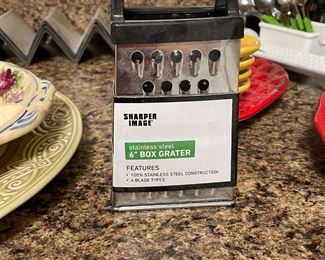 SHARPER
IMAGE
stainless steel
6" BOX GRATER
FEATURES
• 100% STAINLESS STEEL CONSTRUCTION
• 4 BLADE TYPES